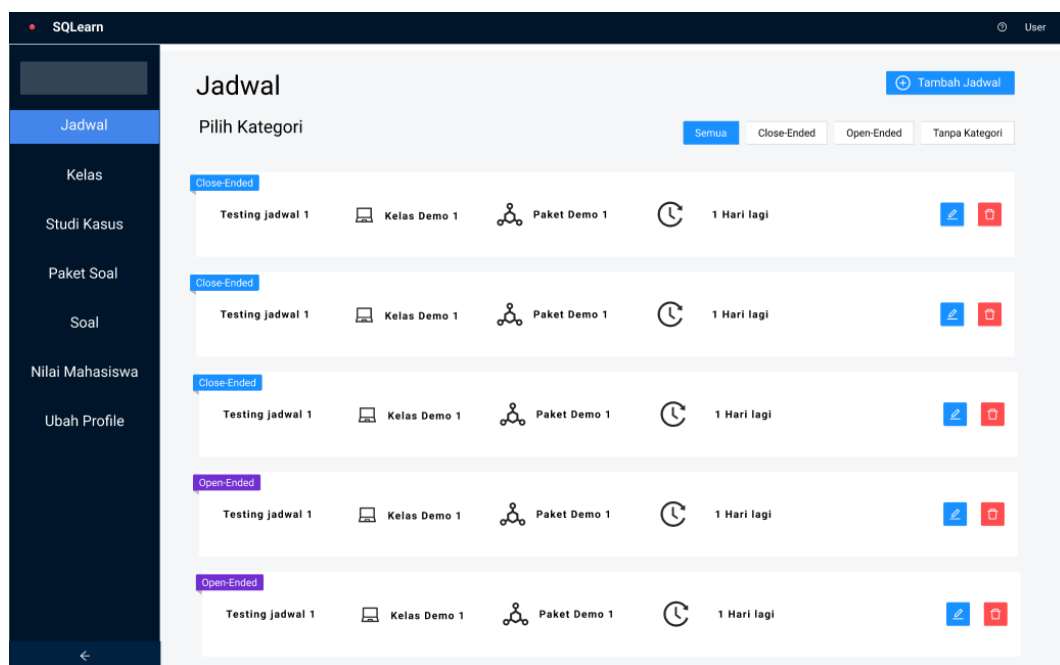 SQLearn
User
Jadwal
Kelas
Studi Kasus
Paket Soal
Soal
Nilai Mahasiswa
Ubah Profile
Jadwal
Tambah Jadwal
Pilih Kategori
Semua Close-Ended Open-Ended Tanpa Kategori
Close-Ended
Testing jadwal 1 Kelas Demo 1 Paket Demo 1 1 Hari lagi
Close-Ended
Testing jadwal 1 Kelas Demo 1 Paket Demo 1 1 Hari lagi
Close-Ended
Testing jadwal 1 Kelas Demo 1 Paket Demo 1 1 Hari lagi
Open-Ended
Testing jadwal 1 Kelas Demo 1 Paket Demo 1 1 Hari lagi
Open-Ended
Testing jadwal 1 Kelas Demo 1 Paket Demo 1 1 Hari lagi